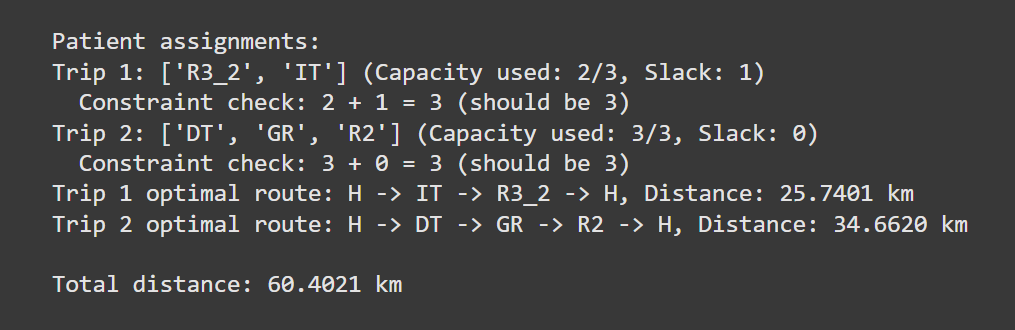 Patient assignments:
Trip 1: ['R3_2', 'IT'] (Capacity used: 2/3, Slack: 1)
  Constraint check: 2 + 1 = 3 (should be 3)
Trip 2: ['DT', 'GR', 'R2'] (Capacity used: 3/3, Slack: 0)
  Constraint check: 3 + 0 = 3 (should be 3)
Trip 1 optimal route: H -> IT -> R3_2 -> H, Distance: 25.7401 km
Trip 2 optimal route: H -> DT -> GR -> R2 -> H, Distance: 34.6620 km
Total distance: 60.4021 km